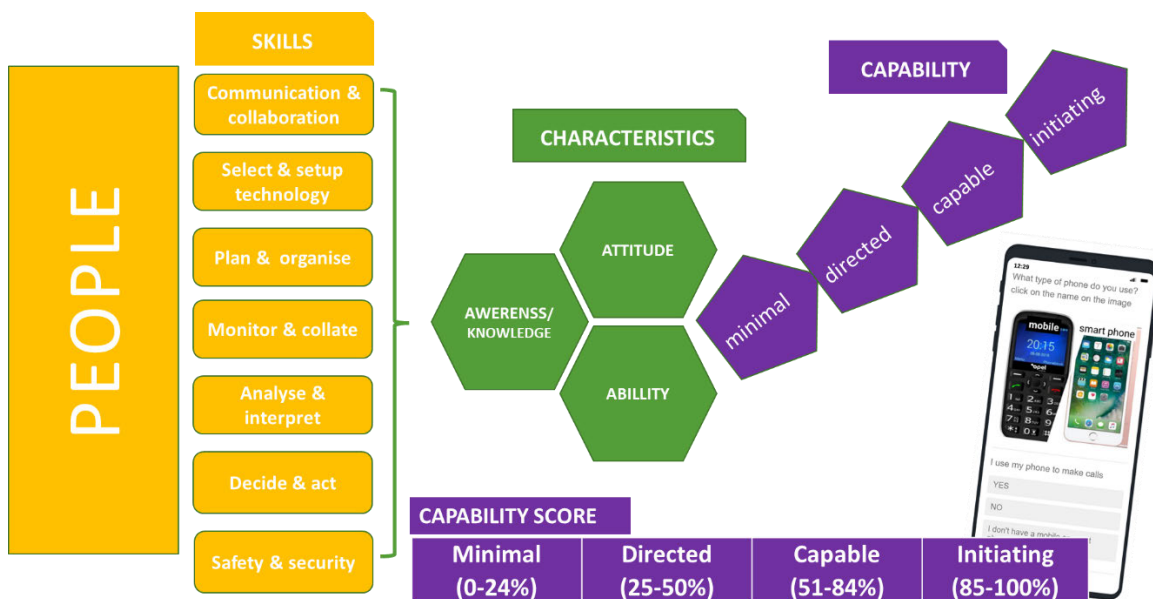 PEOPLE
SKILLS
Communication &
collaboration
Select & setup
technology
Plan & organise
Monitor & collate
Analyse &
interpret
Decide & act
Safety & security
CHARACTERISTICS
ATTITUDE
AWERENSS/
KNOWLEDGE
ABILLITY
CAPABILITY
minimal
directed
capable
initiating
12:29
What type of phone do you use?
click on the name on the image
mobile
smart phone
20:15
I use my phone to make calls
YES
NO
I don't have a mobile
CAPABILITY SCORE
Minimal
(0-24%)
Directed
(25-50%)
Capable
(51-84%)
Initiating
(85-100%)